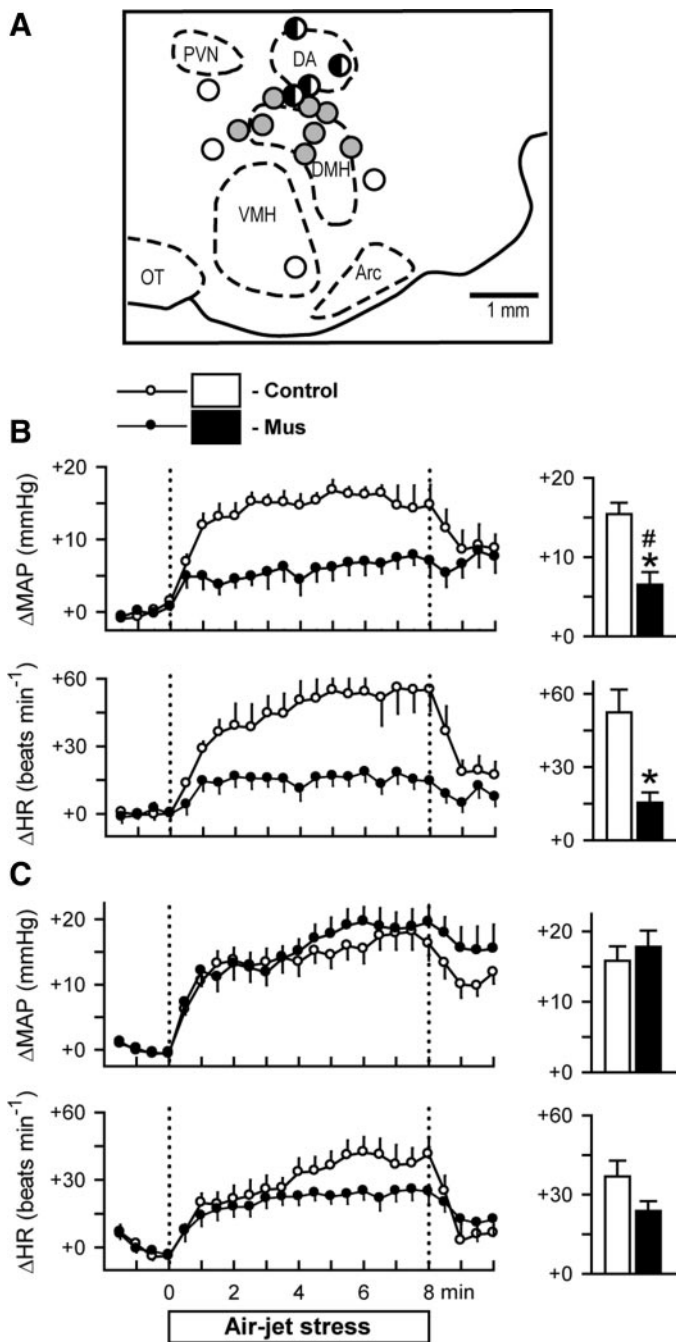 A
PVN
DA
DMH
VMH
OT
Arc
1 mm
- Control
- Mus
B
ΔMAP (mmHg)
+20
+10
+0
+20
+10
+0
#
*
ΔHR (beats min⁻¹)
+60
+30
+0
+60
+30
+0
*
C
ΔMAP (mmHg)
+20
+10
+0
+20
+10
+0
ΔHR (beats min⁻¹)
+60
+30
+0
+60
+30
+0
0 2 4 6 8 min
Air-jet stress